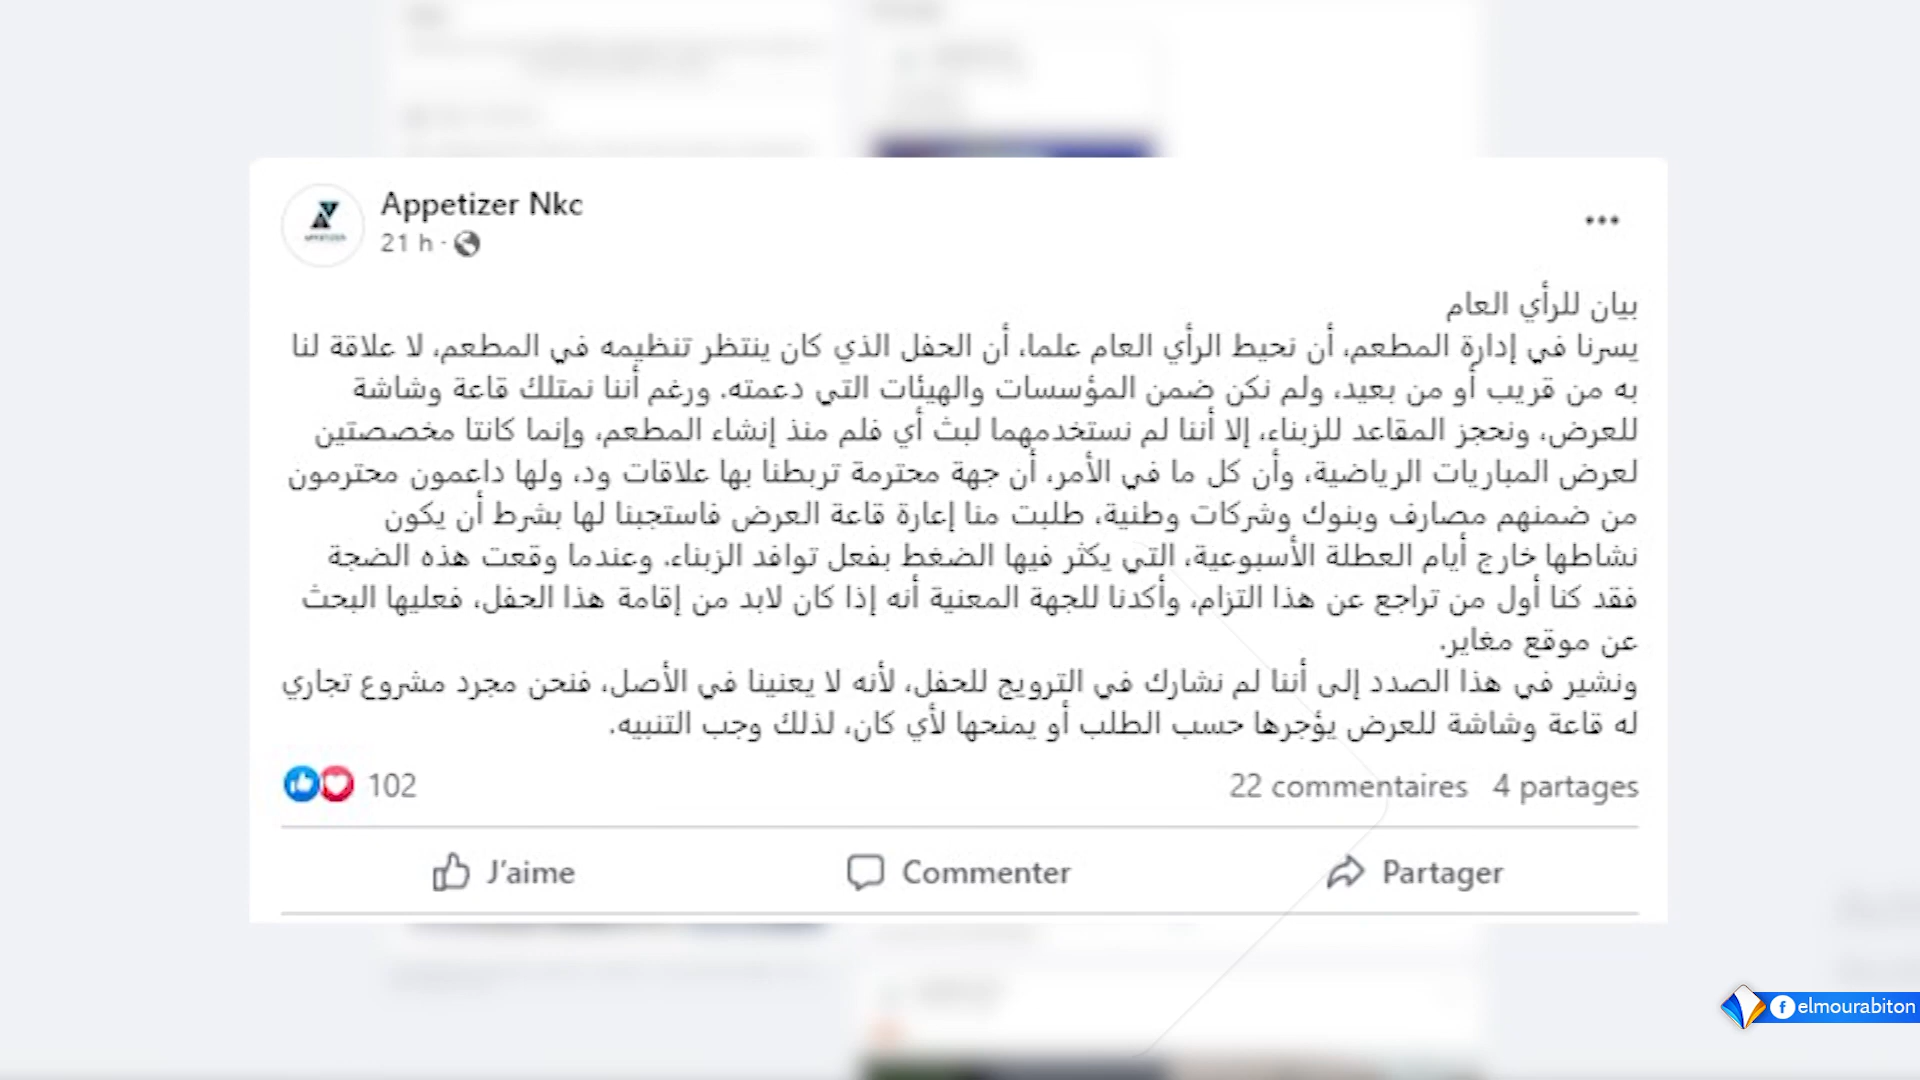 Appetizer Nkc
21 h ·
بيان للرأي العام
يسرنا في إدارة المطعم، أن نحيط الرأي العام علما، أن الحفل الذي كان ينتظر تنظيمه في المطعم، لا علاقة لنا
به من قريب أو من بعيد، ولم نكن ضمن المؤسسات والهيئات التي دعمته. ورغم أننا نمتلك قاعة وشاشة
للعرض، ونحجز المقاعد للزبناء، إلا أننا لم نستخدمهما لبث أي فلم منذ إنشاء المطعم، وإنما كانتا مخصصتين
لعرض المباريات الرياضية، وأن كل ما في الأمر، أن جهة محترمة تربطنا بها علاقات ود، ولها داعمون محترمون
من ضمنهم مصارف وبنوك وشركات وطنية، طلبت منا إعارة قاعة العرض فاستجبنا لها بشرط أن يكون
نشاطها خارج أيام العطلة الأسبوعية، التي يكثر فيها الضغط بفعل توافد الزبناء. وعندما وقعت هذه الضجة
فقد كنا أول من تراجع عن هذا التزام، وأكدنا للجهة المعنية أنه إذا كان لابد من إقامة هذا الحفل، فعليها البحث
عن موقع مغاير.
ونشير في هذا الصدد إلى أننا لم نشارك في الترويج للحفل، لأنه لا يعنينا في الأصل، فنحن مجرد مشروع تجاري
له قاعة وشاشة للعرض يؤجرها حسب الطلب أو يمنحها لأي كان، لذلك وجب التنبيه.
102
22 commentaires 4 partages
J'aime Commenter Partager
elmourabiton